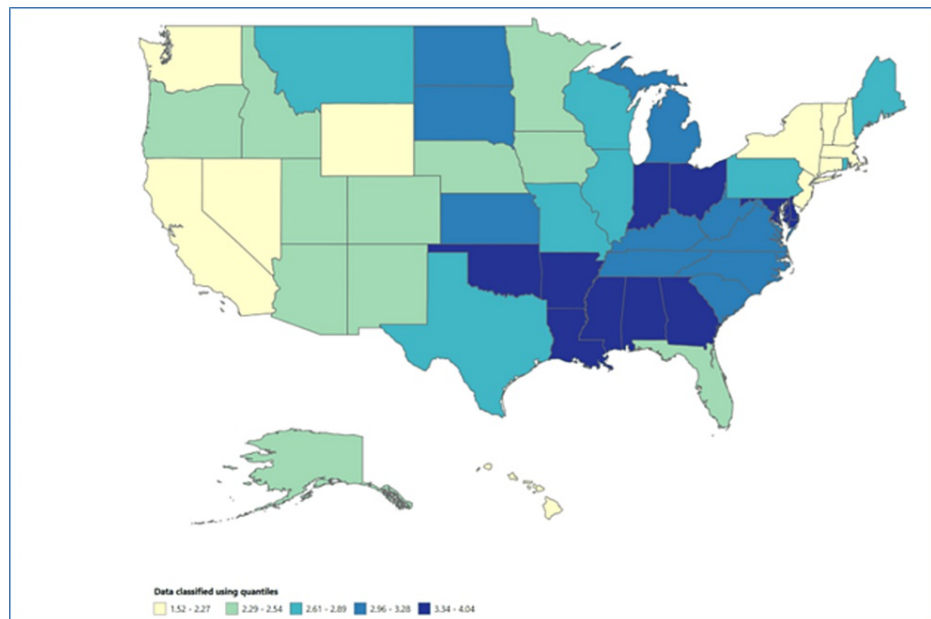 Data classified using quantiles
1.52 - 2.27 2.29 - 2.54 2.61 - 2.89 2.96 - 3.28 3.34 - 4.04